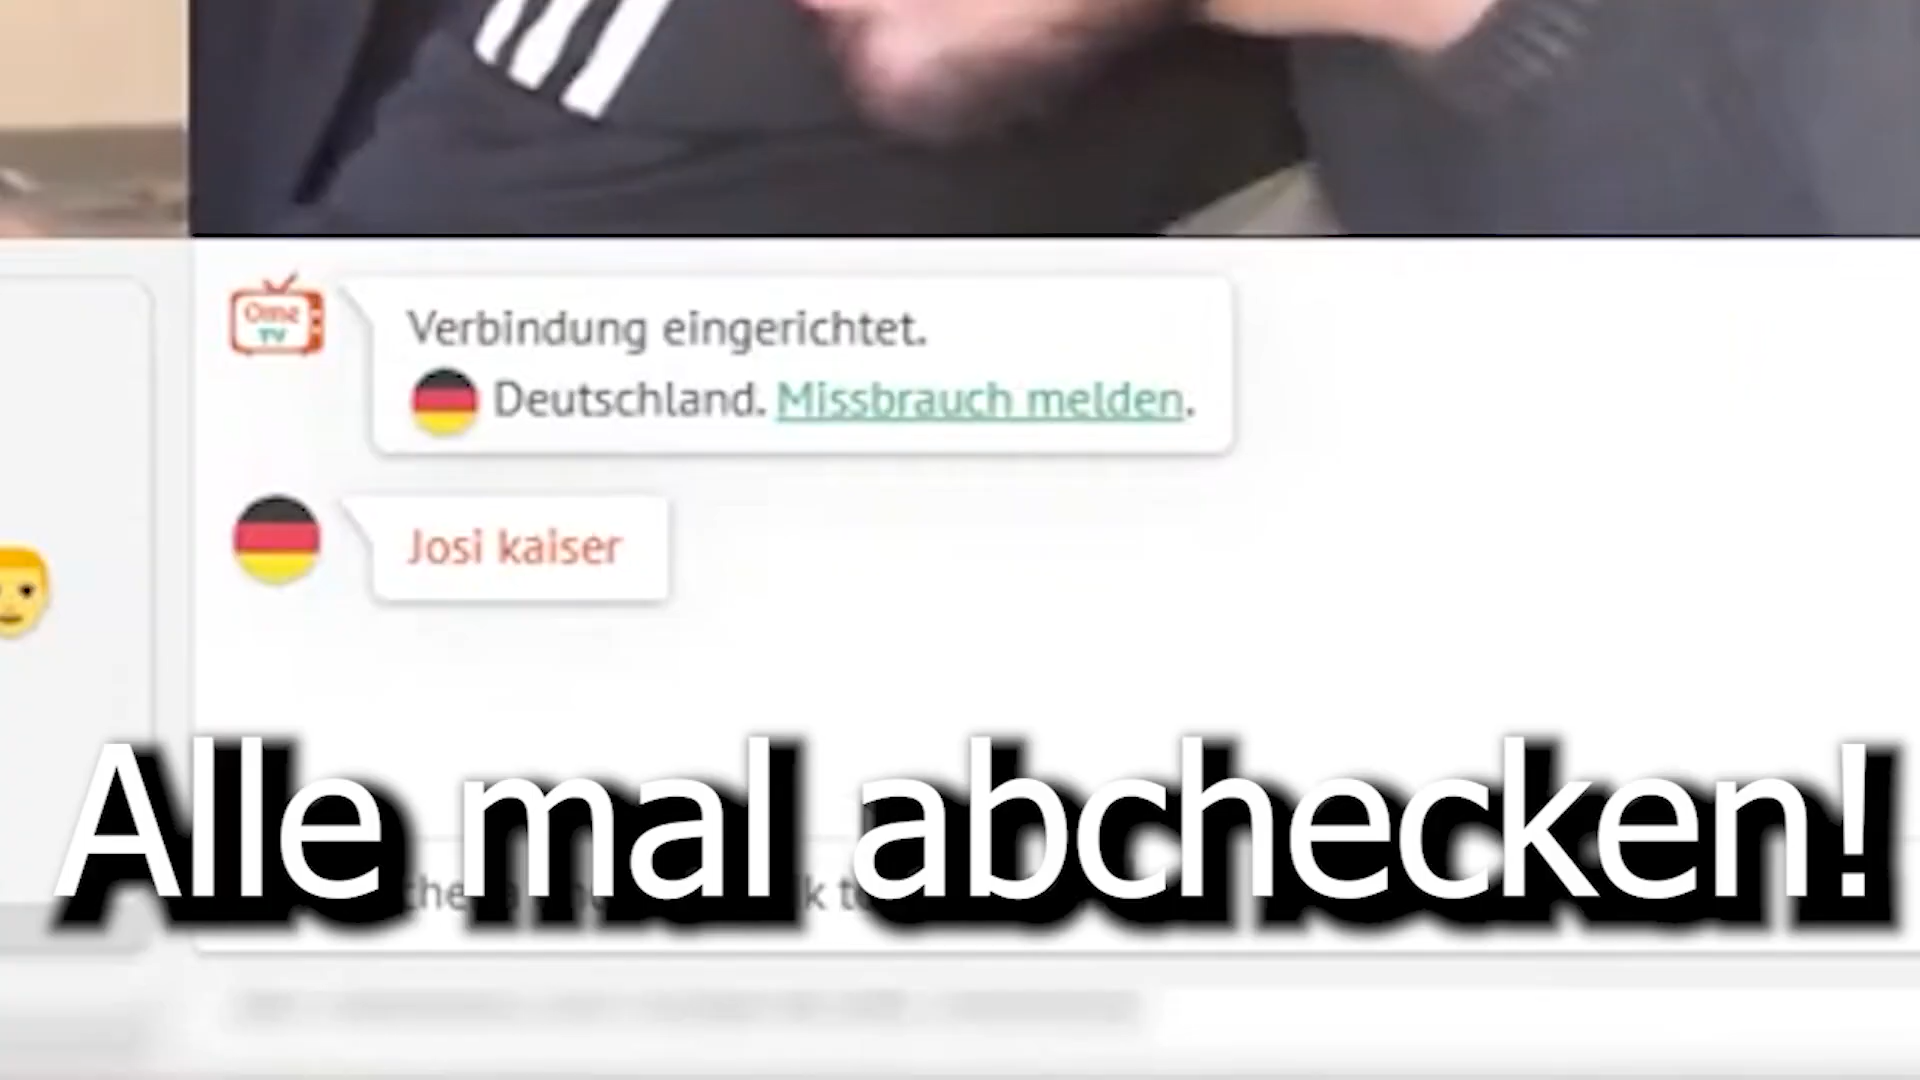 Ome
TV
Verbindung eingerichtet.
Deutschland. Missbrauch melden.
Josi kaiser
Alle mal abchecken!